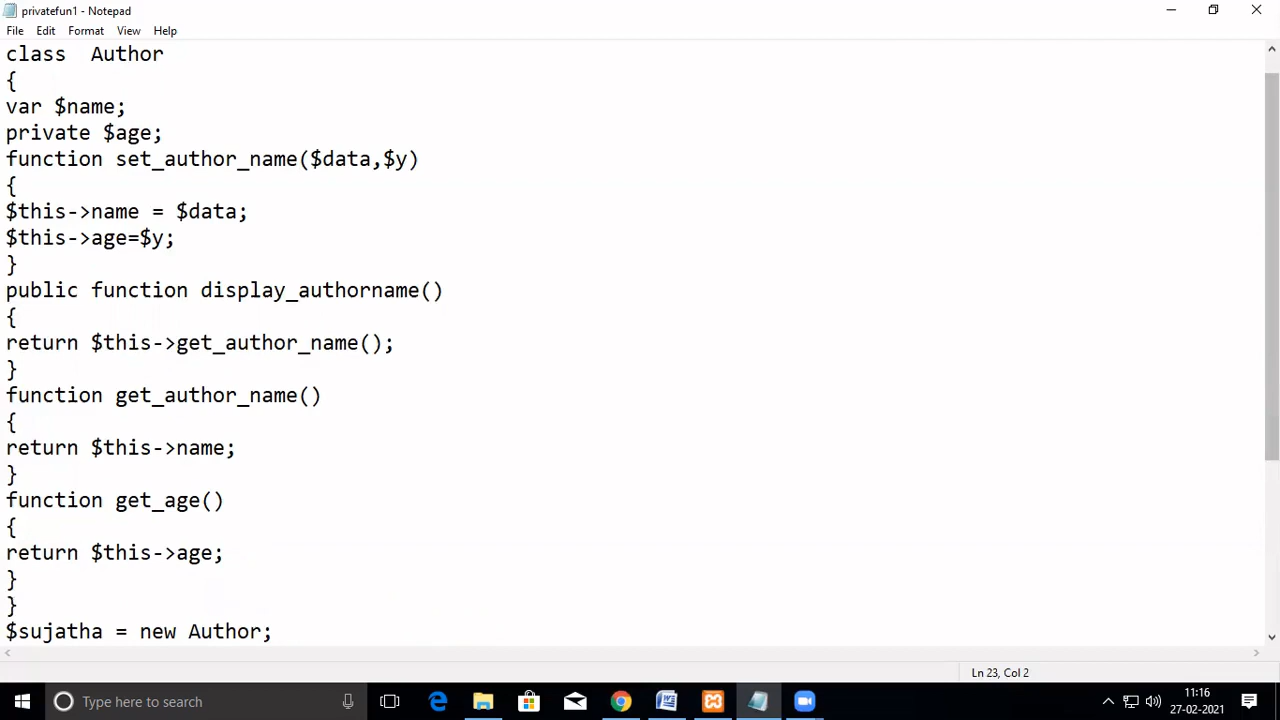 privatefun1 - Notepad
File Edit Format View Help
class  Author
{
var $name;
private $age;
function set_author_name($data,$y)
{
$this->name = $data;
$this->age=$y;
}
public function display_authorname()
{
return $this->get_author_name();
}
function get_author_name()
{
return $this->name;
}
function get_age()
{
return $this->age;
}
}
$sujatha = new Author;
Ln 23, Col 2
Type here to search
11:16
27-02-2021